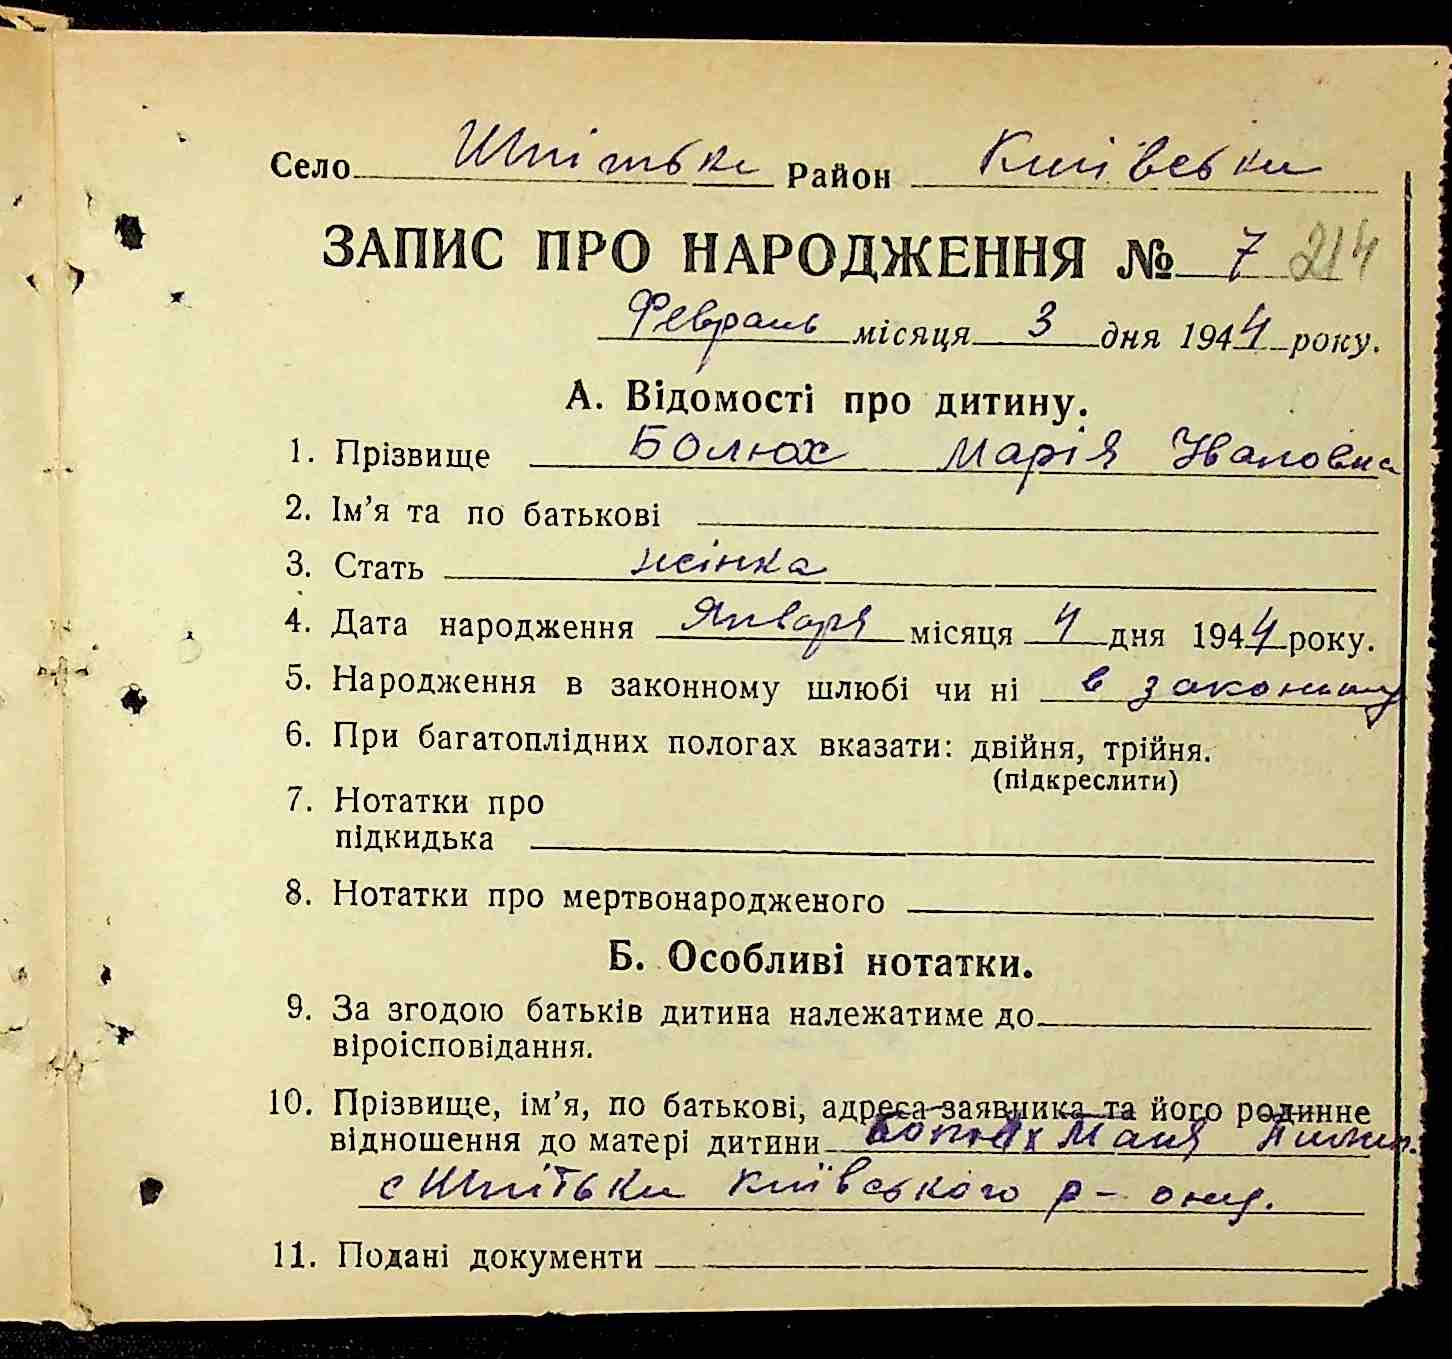 Село Шпітьки Район Київськи
ЗАПИС ПРО НАРОДЖЕННЯ № 7 214
Февраль місяця 3 дня 1944 року.
А. Відомості про дитину.
1. Прізвище Болюх Марія Ивановна
2. Ім’я та по батькові
3. Стать жінка
4. Дата народження Января місяця 4 дня 1944 року.
5. Народження в законному шлюбі чи ні в законому
6. При багатоплідних пологах вказати: двійня, трійня.
(підкреслити)
7. Нотатки про
підкидька
8. Нотатки про мертвонародженого
Б. Особливі нотатки.
9. За згодою батьків дитина належатиме до
віроісповідання.
10. Прізвище, ім’я, по батькові, адреса заявника та його родинне
відношення до матері дитини Болюх Маня
с Шпітьки Київського р-ону.
11. Подані документи